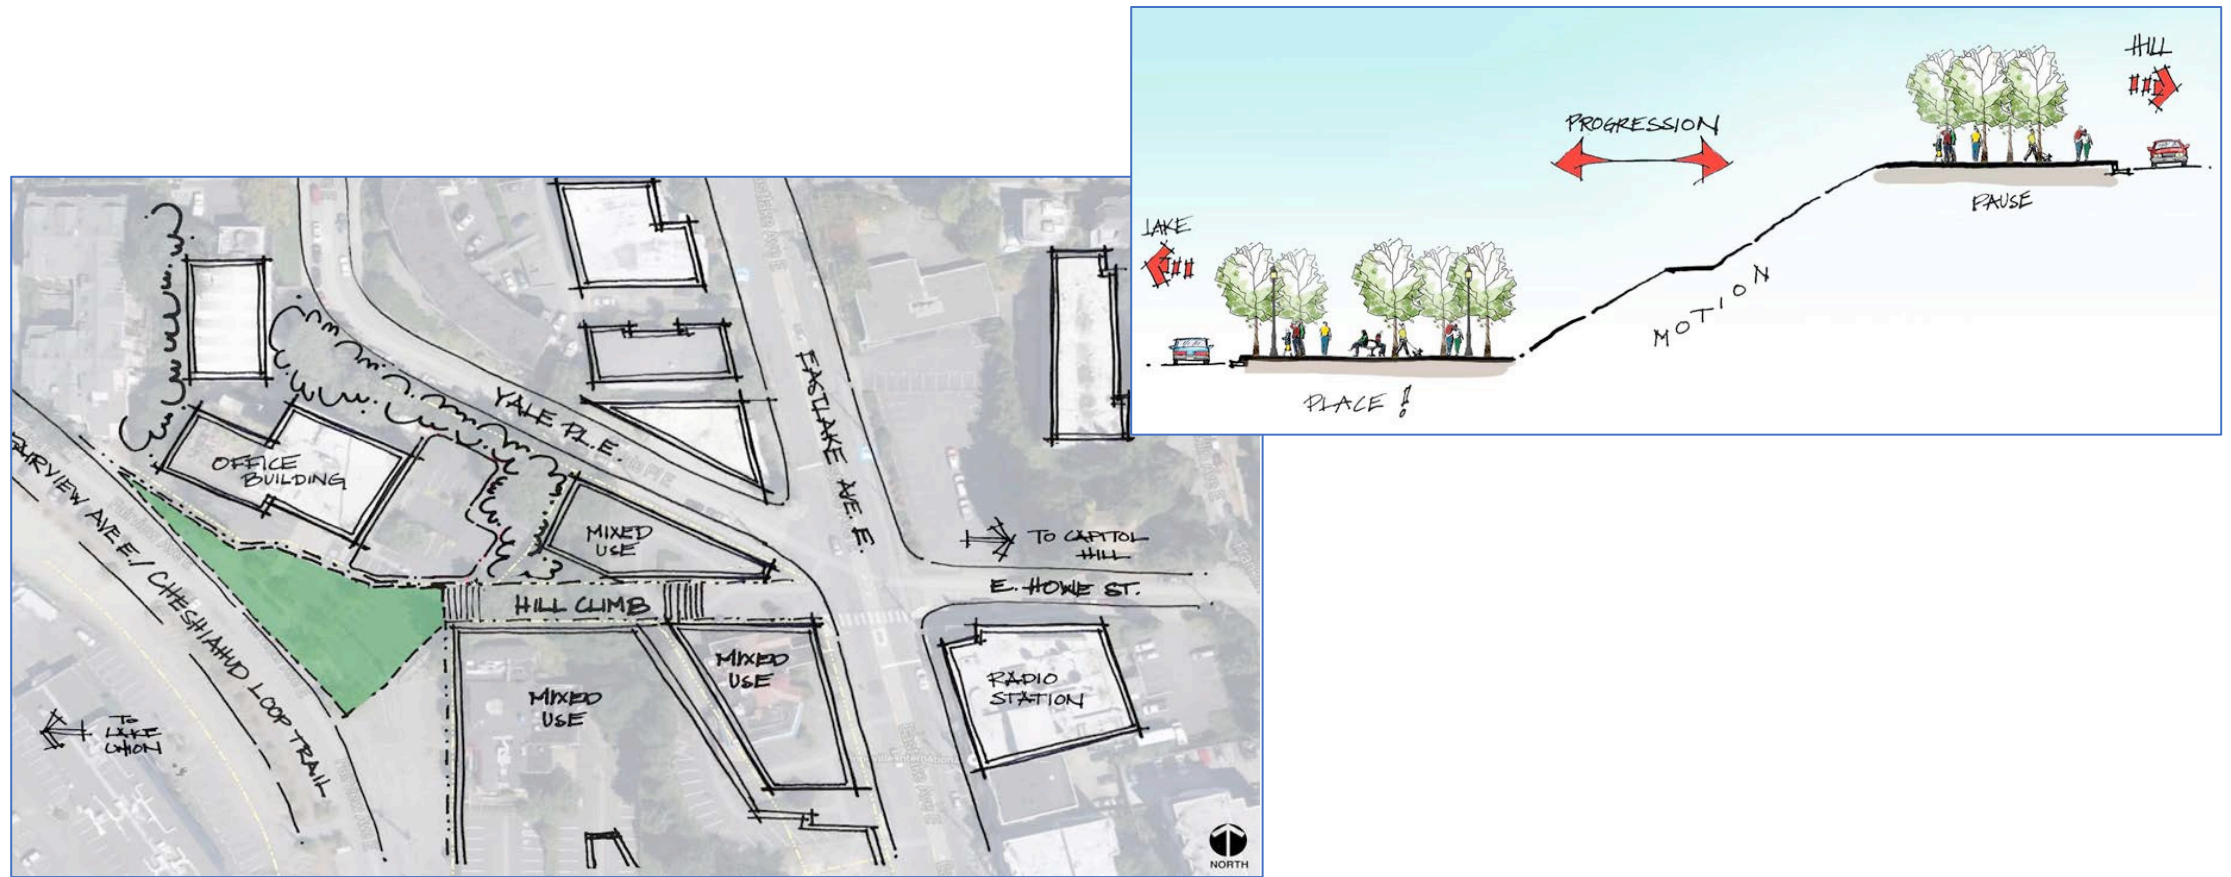 HILL
PROGRESSION
PAUSE
LAKE
MOTION
PLACE!
YALE PL. E.
EASTLAKE AVE. E.
OFFICE
BUILDING
MIXED
USE
TO CAPITOL
HILL
E. HOWE ST.
HILL CLIMB
FAIRVIEW AVE E. / CHESHIAHUD LOOP TRAIL
MIXED
USE
MIXED
USE
RADIO
STATION
TO
LAKE
UNION
NORTH